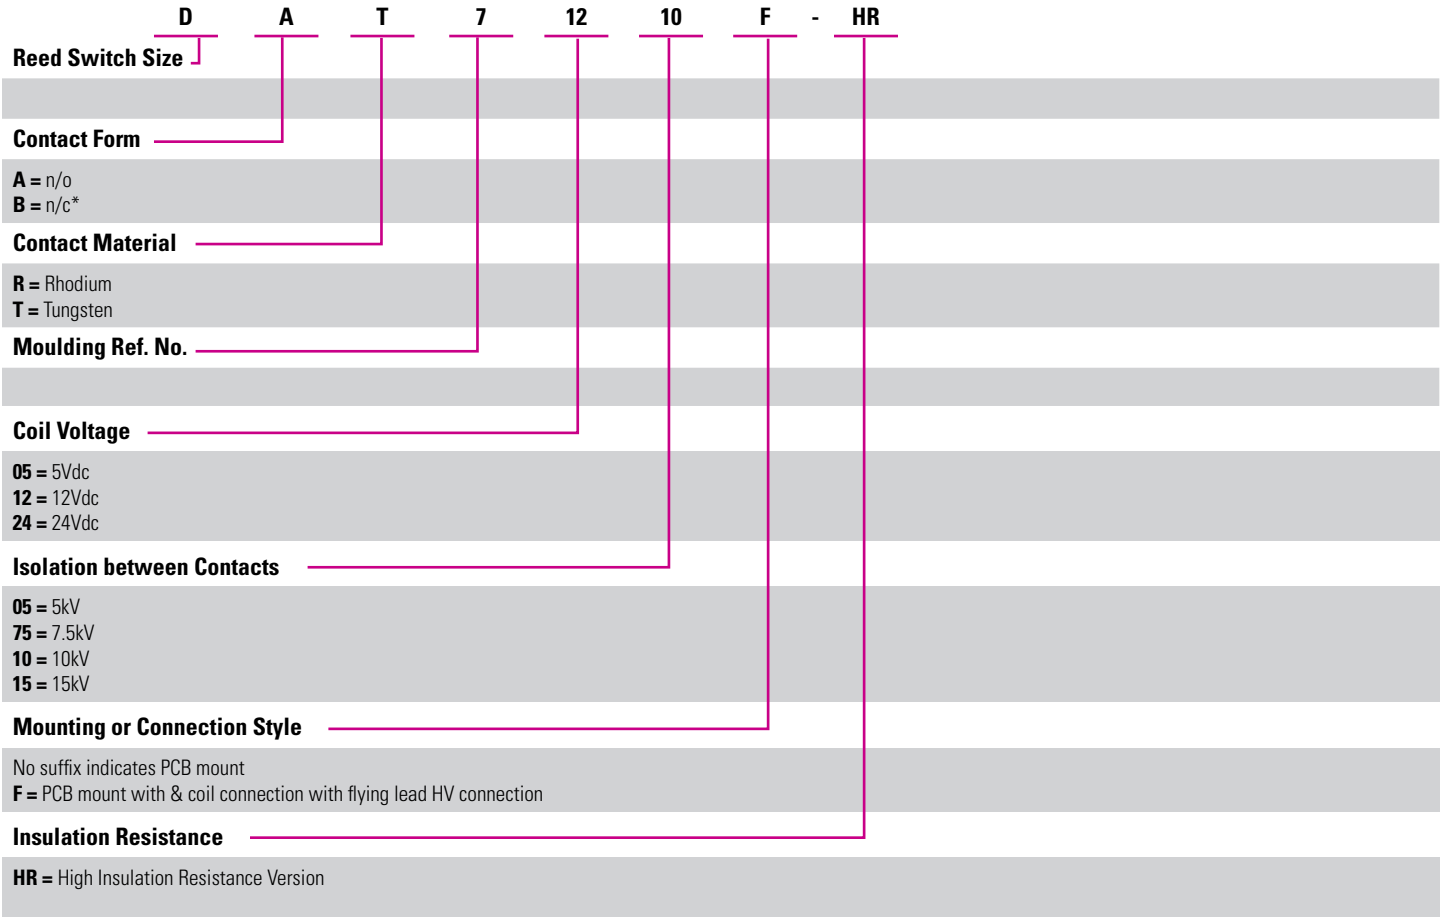 D A T 7 12 10 F - HR
Reed Switch Size
Contact Form
A = n/o
B = n/c*
Contact Material
R = Rhodium
T = Tungsten
Moulding Ref. No.
Coil Voltage
05 = 5Vdc
12 = 12Vdc
24 = 24Vdc
Isolation between Contacts
05 = 5kV
75 = 7.5kV
10 = 10kV
15 = 15kV
Mounting or Connection Style
No suffix indicates PCB mount
F = PCB mount with & coil connection with flying lead HV connection
Insulation Resistance
HR = High Insulation Resistance Version